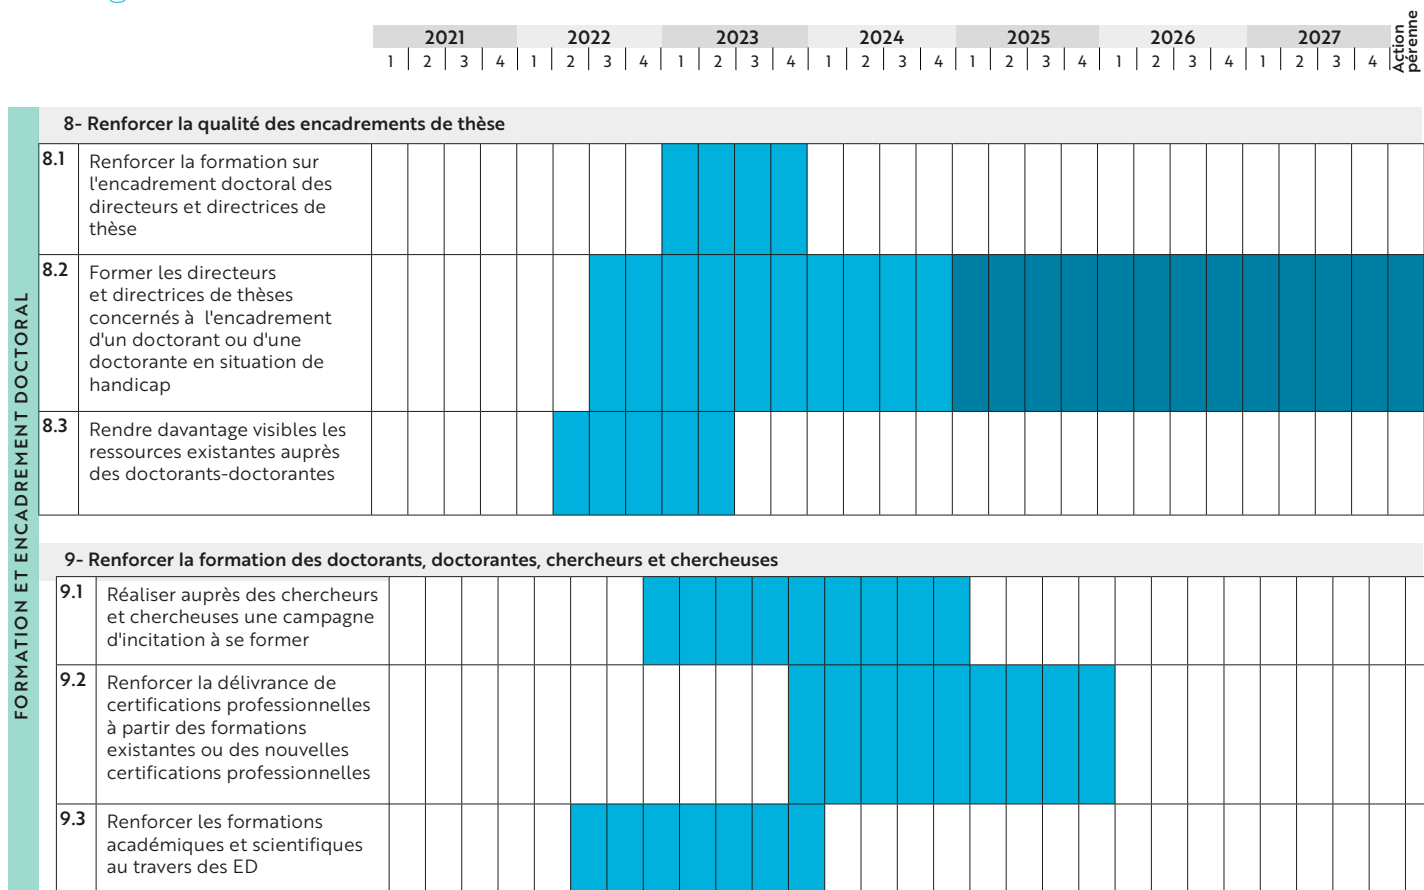 2021 2022 2023 2024 2025 2026 2027 Action pérenne
1 2 3 4 1 2 3 4 1 2 3 4 1 2 3 4 1 2 3 4 1 2 3 4 1 2 3 4
FORMATION ET ENCADREMENT DOCTORAL
8- Renforcer la qualité des encadrements de thèse
8.1 Renforcer la formation sur
l'encadrement doctoral des
directeurs et directrices de
thèse
8.2 Former les directeurs
et directrices de thèses
concernés à l'encadrement
d'un doctorant ou d'une
doctorante en situation de
handicap
8.3 Rendre davantage visibles les
ressources existantes auprès
des doctorants-doctorantes
9- Renforcer la formation des doctorants, doctorantes, chercheurs et chercheuses
9.1 Réaliser auprès des chercheurs
et chercheuses une campagne
d'incitation à se former
9.2 Renforcer la délivrance de
certifications professionnelles
à partir des formations
existantes ou des nouvelles
certifications professionnelles
9.3 Renforcer les formations
académiques et scientifiques
au travers des ED